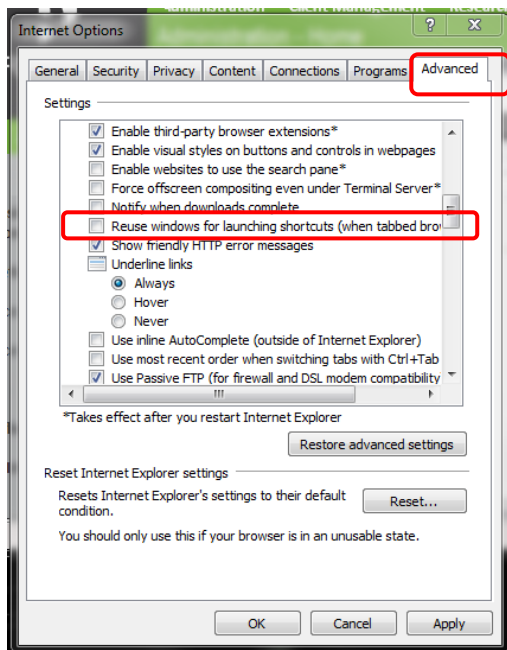 Administration Client Management
Administration - Home
Internet Options
General Security Privacy Content Connections Programs Advanced
Settings
Enable third-party browser extensions*
Enable visual styles on buttons and controls in webpages
Enable websites to use the search pane*
Force offscreen compositing even under Terminal Server*
Notify when downloads complete
Reuse windows for launching shortcuts (when tabbed brow
Show friendly HTTP error messages
Underline links
Always
Hover
Never
Use inline AutoComplete (outside of Internet Explorer)
Use most recent order when switching tabs with Ctrl+Tab
Use Passive FTP (for firewall and DSL modem compatibility
*Takes effect after you restart Internet Explorer
Restore advanced settings
Reset Internet Explorer settings
Resets Internet Explorer's settings to their default
condition.
Reset...
You should only use this if your browser is in an unusable state.
OK Cancel Apply